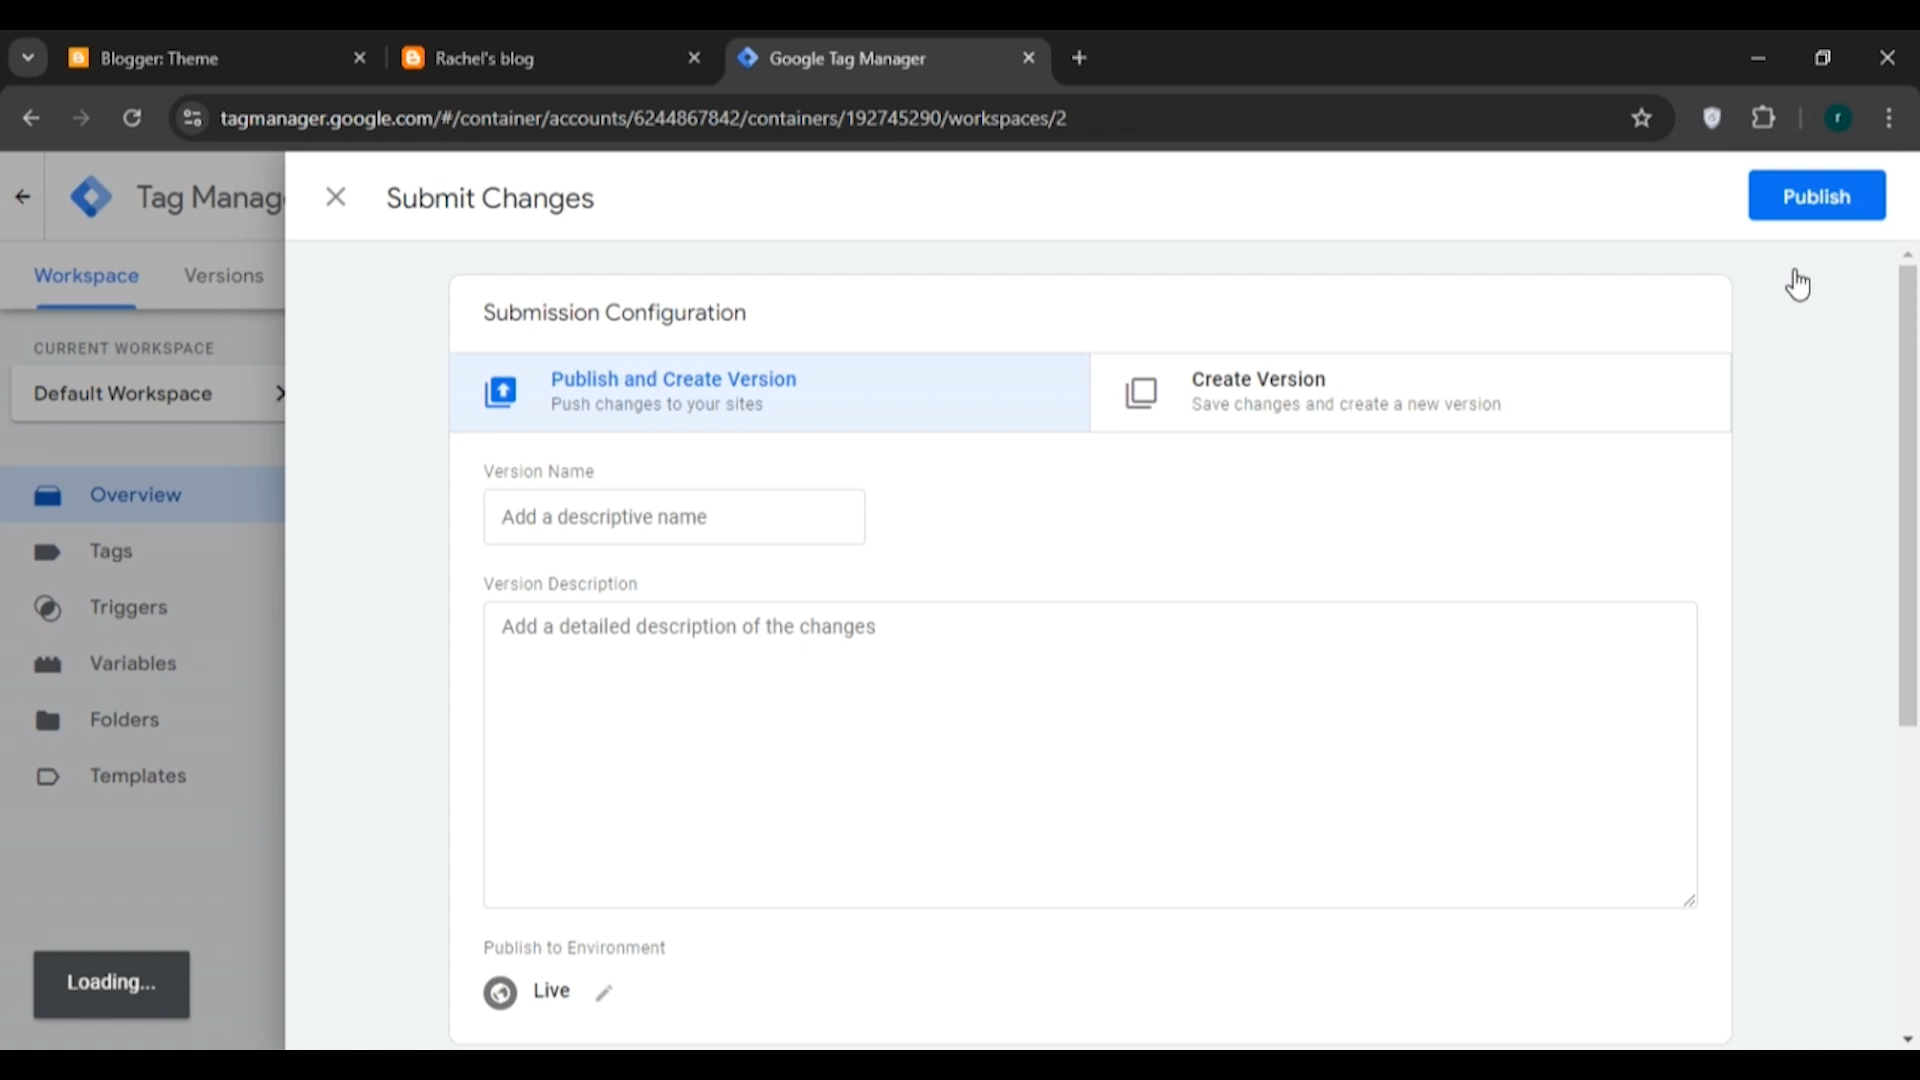 Blogger: Theme
Rachel's blog
Google Tag Manager
tagmanager.google.com/#/container/accounts/6244867842/containers/192745290/workspaces/2
r
Tag Manag
Submit Changes
Publish
Workspace
Versions
CURRENT WORKSPACE
Default Workspace
Overview
Tags
Triggers
Variables
Folders
Templates
Loading...
Submission Configuration
Publish and Create Version
Push changes to your sites
Create Version
Save changes and create a new version
Version Name
Add a descriptive name
Version Description
Add a detailed description of the changes
Publish to Environment
Live